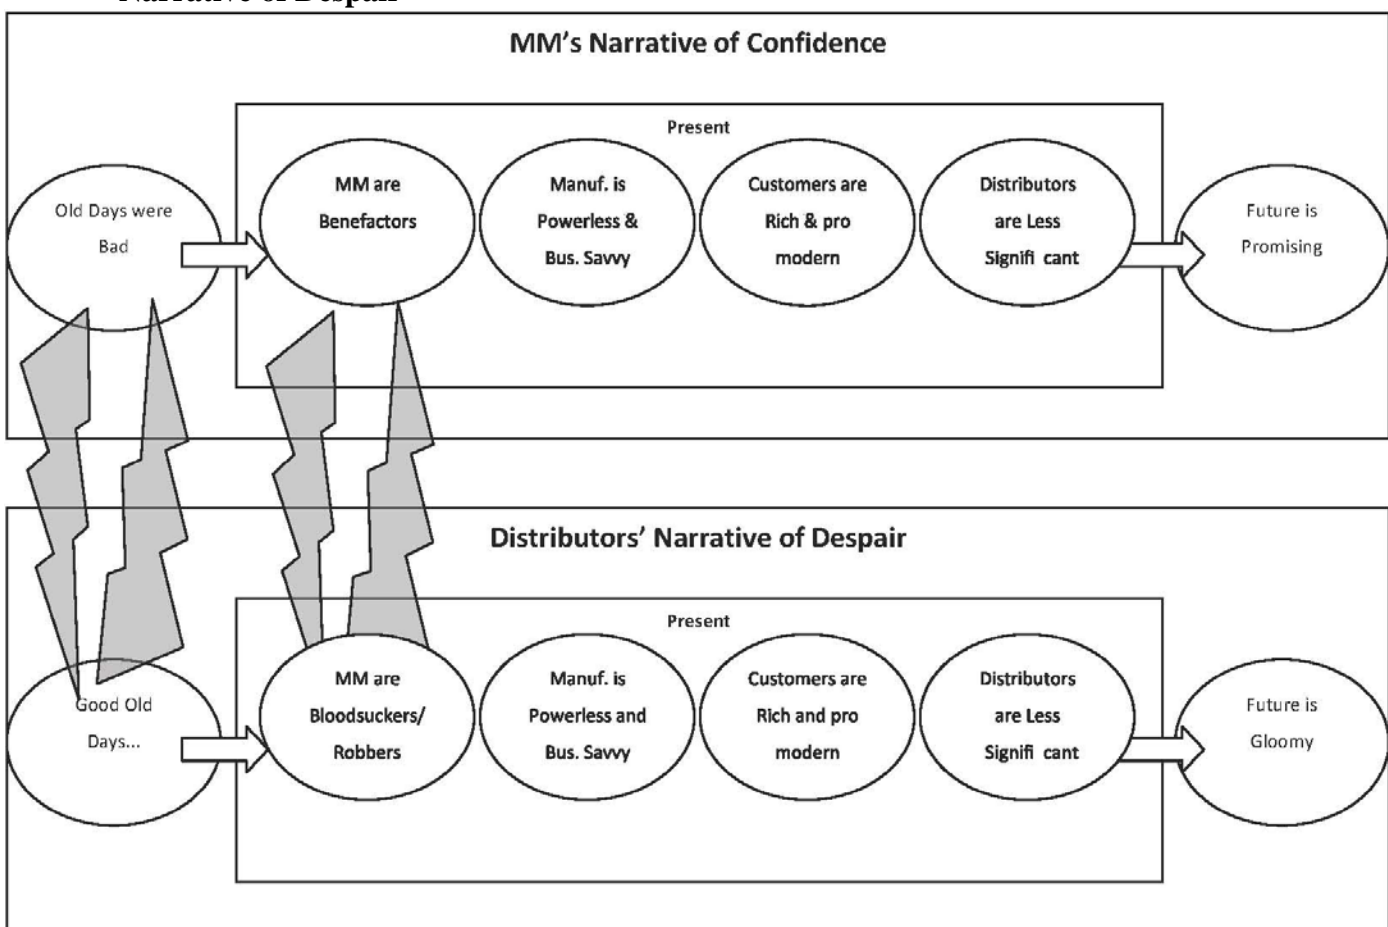 Narrative of Despair
MM's Narrative of Confidence
Present
Old Days were
Bad
MM are
Benefactors
Manuf. is
Powerless &
Bus. Savvy
Customers are
Rich & pro
modern
Distributors
are Less
Signifi cant
Future is
Promising
Distributors' Narrative of Despair
Present
Good Old
Days...
MM are
Bloodsuckers/
Robbers
Manuf. is
Powerless and
Bus. Savvy
Customers are
Rich and pro
modern
Distributors
are Less
Signifi cant
Future is
Gloomy